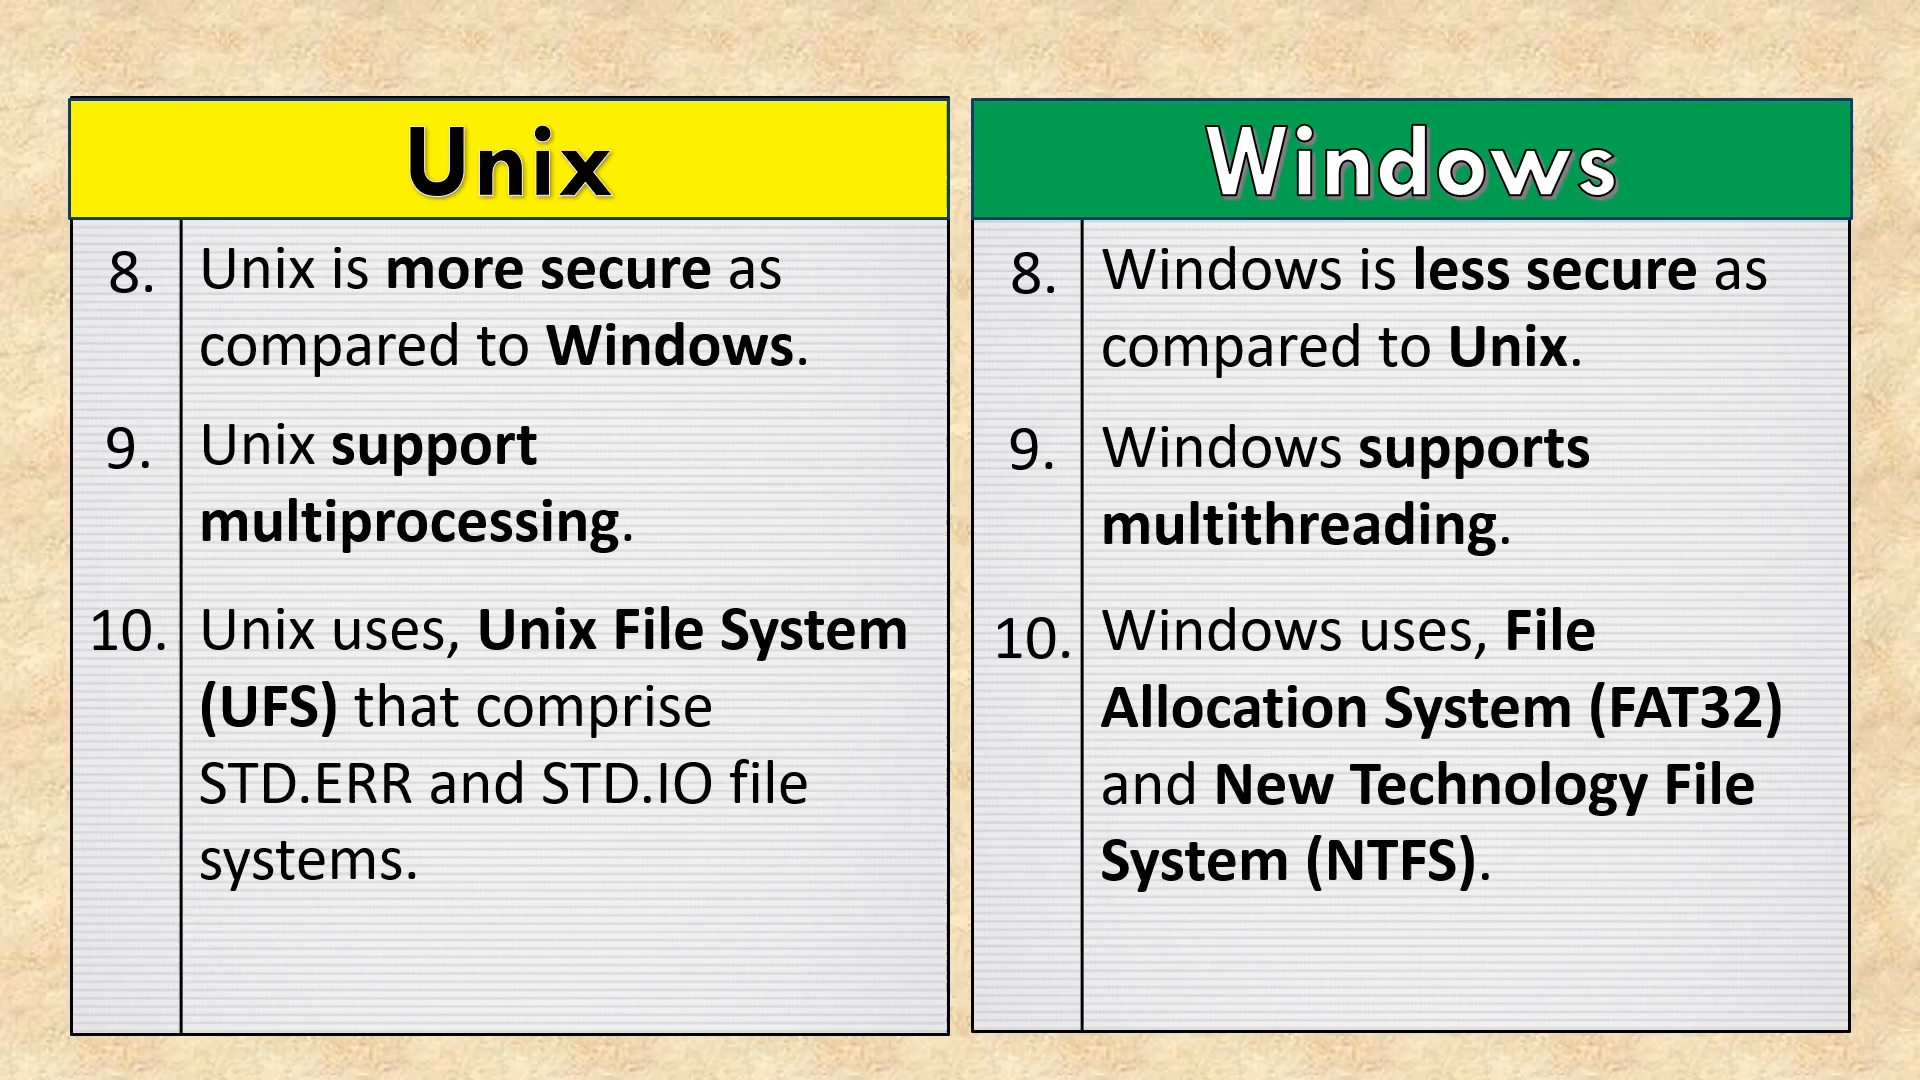 Unix
8. Unix is more secure as
compared to Windows.
9. Unix support
multiprocessing.
10. Unix uses, Unix File System
(UFS) that comprise
STD.ERR and STD.IO file
systems.
Windows
8. Windows is less secure as
compared to Unix.
9. Windows supports
multithreading.
10. Windows uses, File
Allocation System (FAT32)
and New Technology File
System (NTFS).